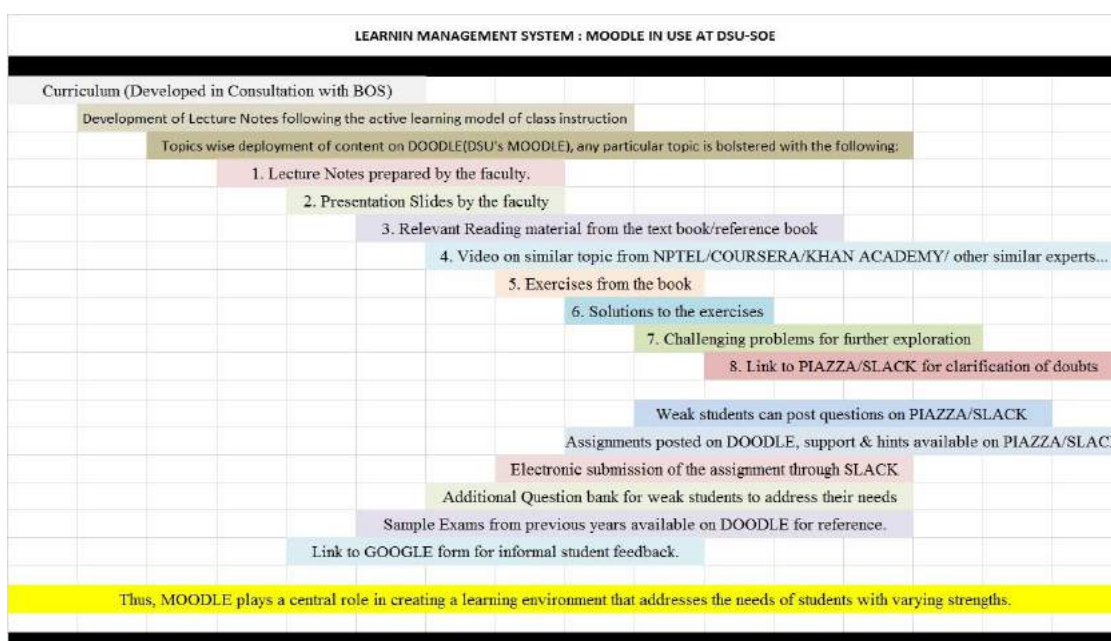 LEARNIN MANAGEMENT SYSTEM : MOODLE IN USE AT DSU-SOE
Curriculum (Developed in Consultation with BOS)
Development of Lecture Notes following the active learning model of class instruction
Topics wise deployment of content on DOODLE(DSU's MOODLE), any particular topic is bolstered with the following:
1. Lecture Notes prepared by the faculty.
2. Presentation Slides by the faculty
3. Relevant Reading material from the text book/reference book
4. Video on similar topic from NPTEL/COURSERA/KHAN ACADEMY/ other similar experts...
5. Exercises from the book
6. Solutions to the exercises
7. Challenging problems for further exploration
8. Link to PIAZZA/SLACK for clarification of doubts
Weak students can post questions on PIAZZA/SLACK
Assignments posted on DOODLE, support & hints available on PIAZZA/SLAC
Electronic submission of the assignment through SLACK
Additional Question bank for weak students to address their needs
Sample Exams from previous years available on DOODLE for reference.
Link to GOOGLE form for informal student feedback.
Thus, MOODLE plays a central role in creating a learning environment that addresses the needs of students with varying strengths.